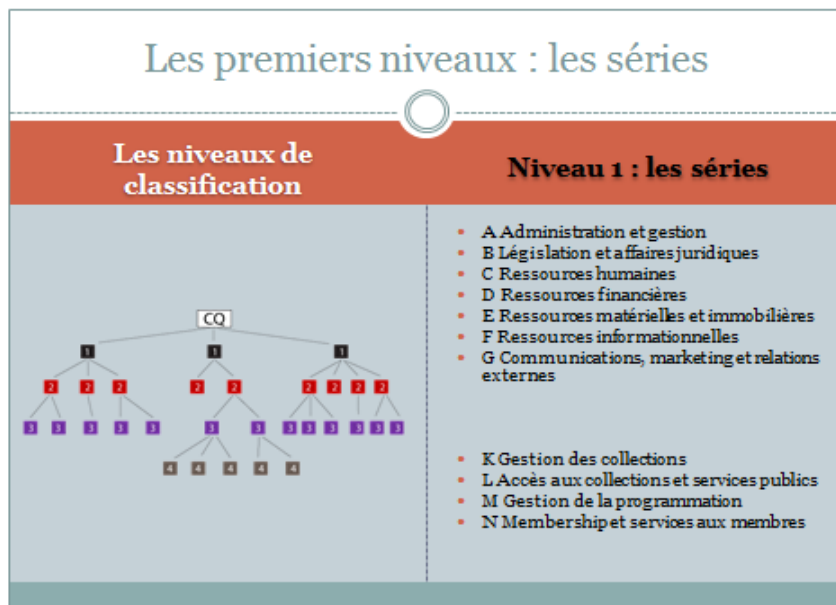 Les premiers niveaux : les séries
Les niveaux de
classification
Niveau 1 : les séries
CQ
1 1 1
2 2 2 2 2 2 2 2 2
3 3 3 3 3 3 3 3 3 3 3 3
4 4 4 4 4
• A Administration et gestion
• B Législation et affaires juridiques
• C Ressources humaines
• D Ressources financières
• E Ressources matérielles et immobilières
• F Ressources informationnelles
• G Communications, marketing et relations
externes
• K Gestion des collections
• L Accès aux collections et services publics
• M Gestion de la programmation
• N Membership et services aux membres